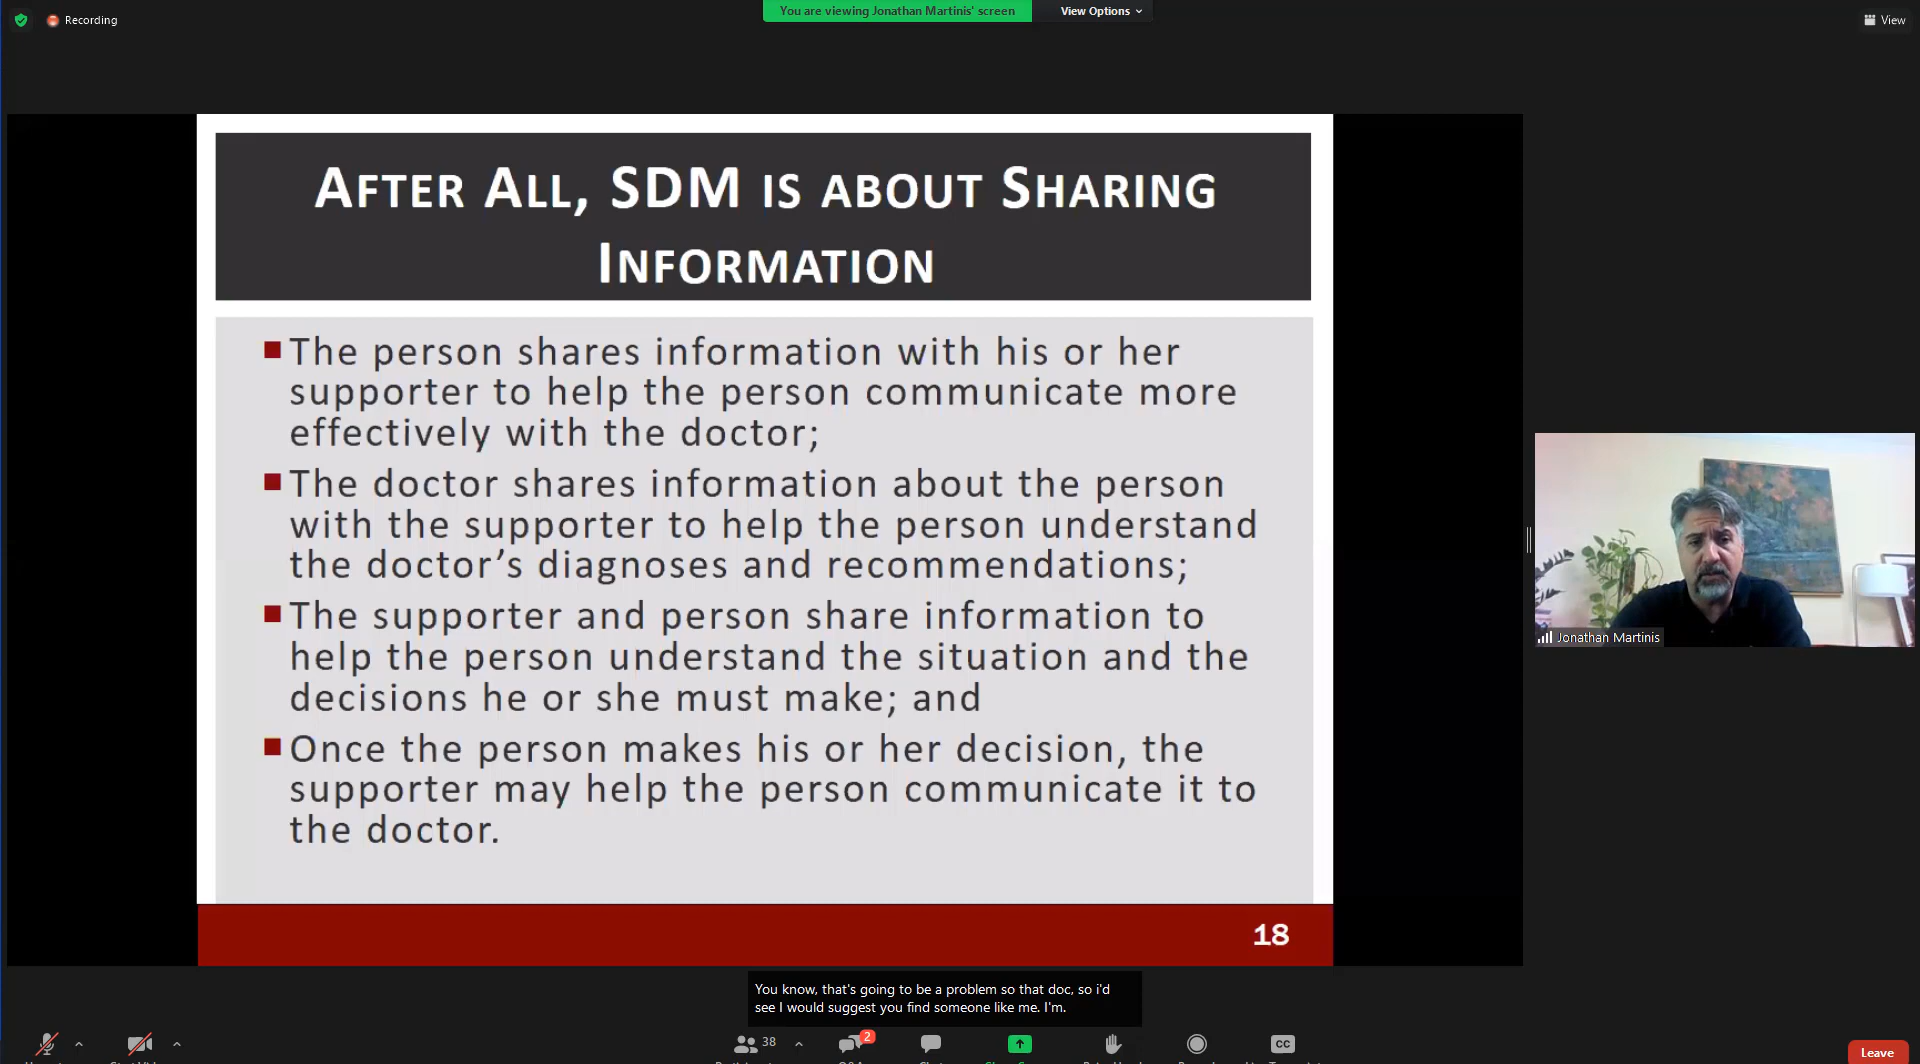 Recording
You are viewing Jonathan Martinis' screen
View Options
View
AFTER ALL, SDM IS ABOUT SHARING
INFORMATION
The person shares information with his or her
supporter to help the person communicate more
effectively with the doctor;
The doctor shares information about the person
with the supporter to help the person understand
the doctor's diagnoses and recommendations;
The supporter and person share information to
help the person understand the situation and the
decisions he or she must make; and
Once the person makes his or her decision, the
supporter may help the person communicate it to
the doctor.
18
Jonathan Martinis
You know, that's going to be a problem so that doc, so i'd
see I would suggest you find someone like me. I'm.
38
2
CC
Leave